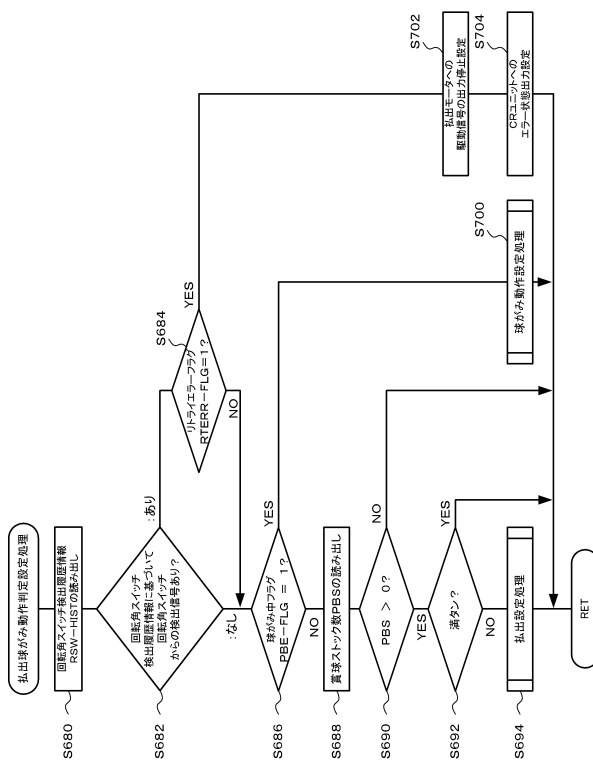 払出球がみ動作判定設定処理
S680
回転角スイッチ検出履歴情報
RSW-HISTの読み出し
S682
回転角スイッチ
検出履歴情報に基づいて
回転角スイッチ
からの検出信号あり?
:あり
:なし
S684
リトライエラーフラグ
RTERR-FLG=1?
YES
NO
S686
球がみ中フラグ
PBE-FLG = 1?
YES
NO
S688
賞球ストック数PBSの読み出し
S690
PBS > 0?
NO
YES
S692
満タン?
YES
NO
S694
払出設定処理
S700
球がみ動作設定処理
S702
払出モータへの
駆動信号の出力停止設定
S704
CRユニットへの
エラー状態出力設定
RET